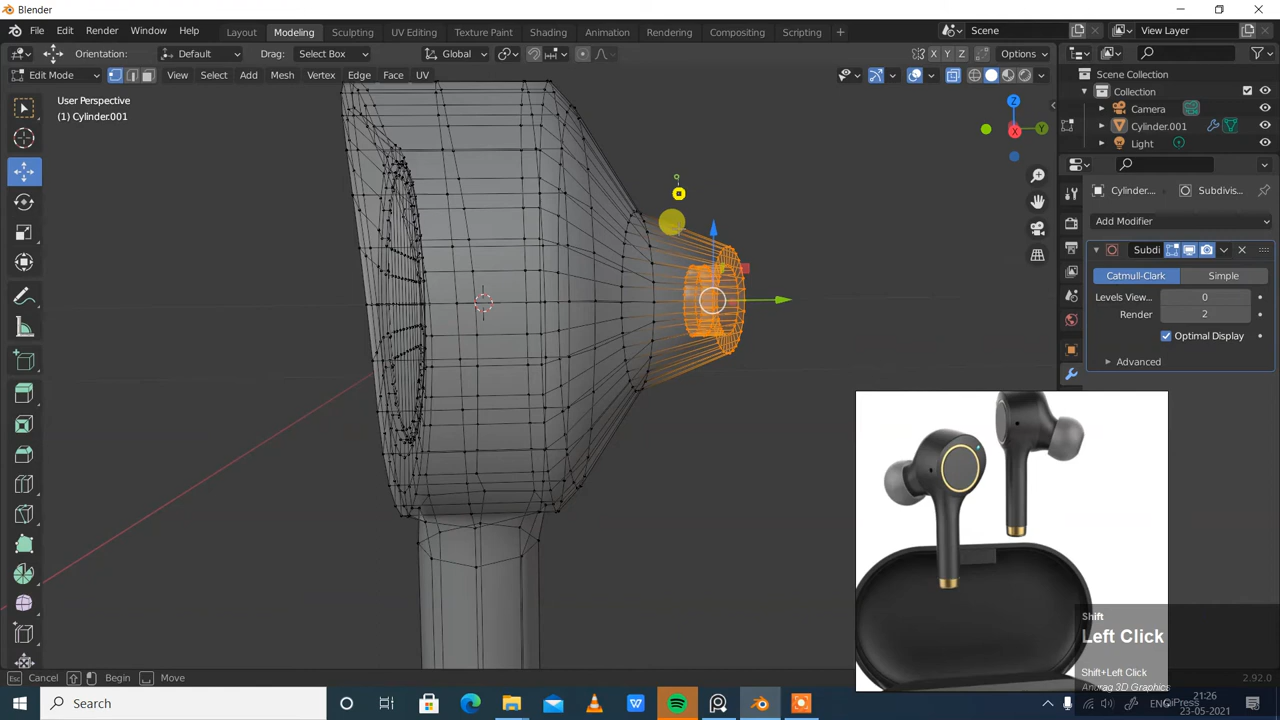 Blender
File Edit Render Window Help Layout Modeling Sculpting UV Editing Texture Paint Shading Animation Rendering Compositing Scripting Scene View Layer
Orientation: Default Drag: Select Box Global X Y Z Options
Edit Mode View Select Add Mesh Vertex Edge Face UV
User Perspective
(1) Cylinder.001
Z
Y
X
Scene Collection
Collection
Camera
Cylinder.001
Light
Cylinder... Subdivis...
Add Modifier
Subdi
Catmull-Clark Simple
Levels View... 0
Render 2
Optimal Display
Advanced
Shift
Left Click
Shift+Left Click
Anurag 3D Graphics
Esc Cancel Begin Move 2.92.0
Search
21:26
23-05-2021